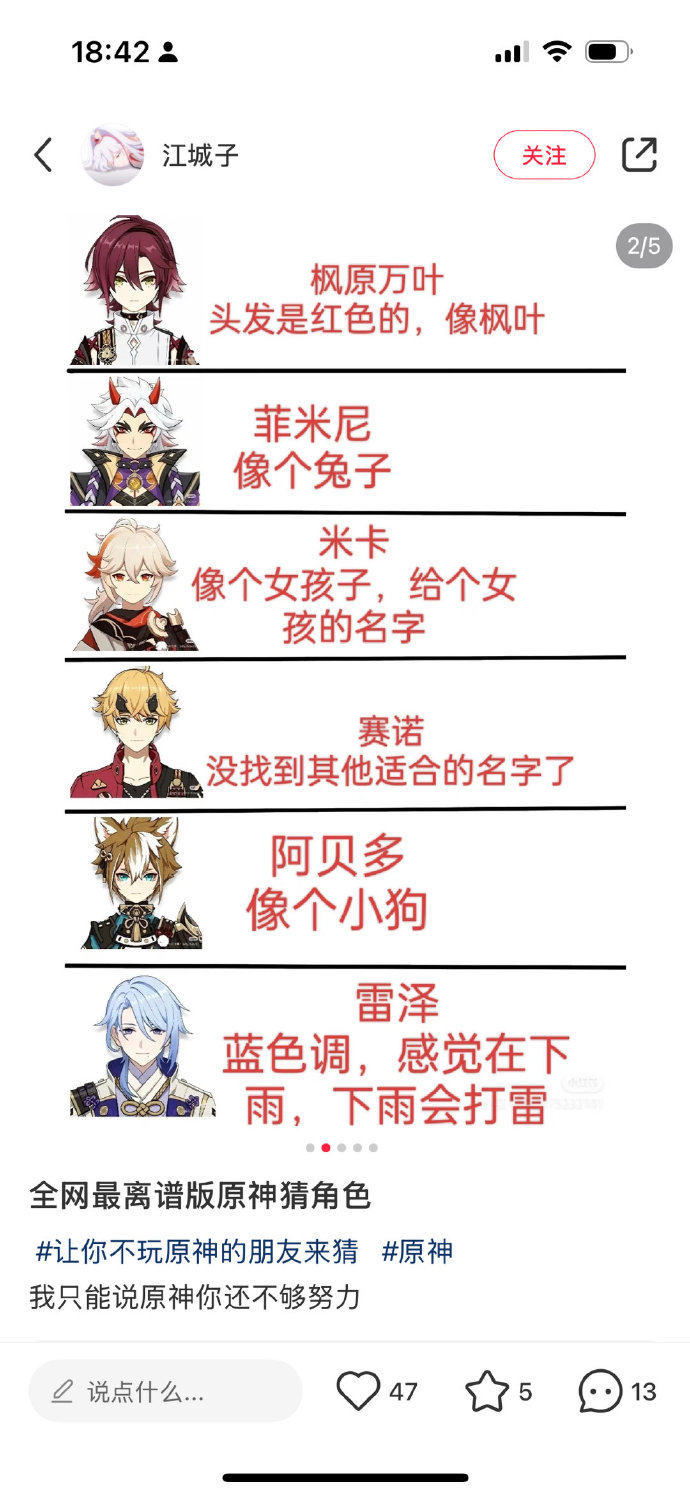 18:42
江城子
关注
2/5
枫原万叶
头发是红色的，像枫叶
菲米尼
像个兔子
米卡
像个女孩子，给个女
孩的名字
赛诺
没找到其他适合的名字了
阿贝多
像个小狗
雷泽
蓝色调，感觉在下
雨，下雨会打雷
小红书
全网最离谱版原神猜角色
#让你不玩原神的朋友来猜 #原神
我只能说原神你还不够努力
说点什么...
47
5
13